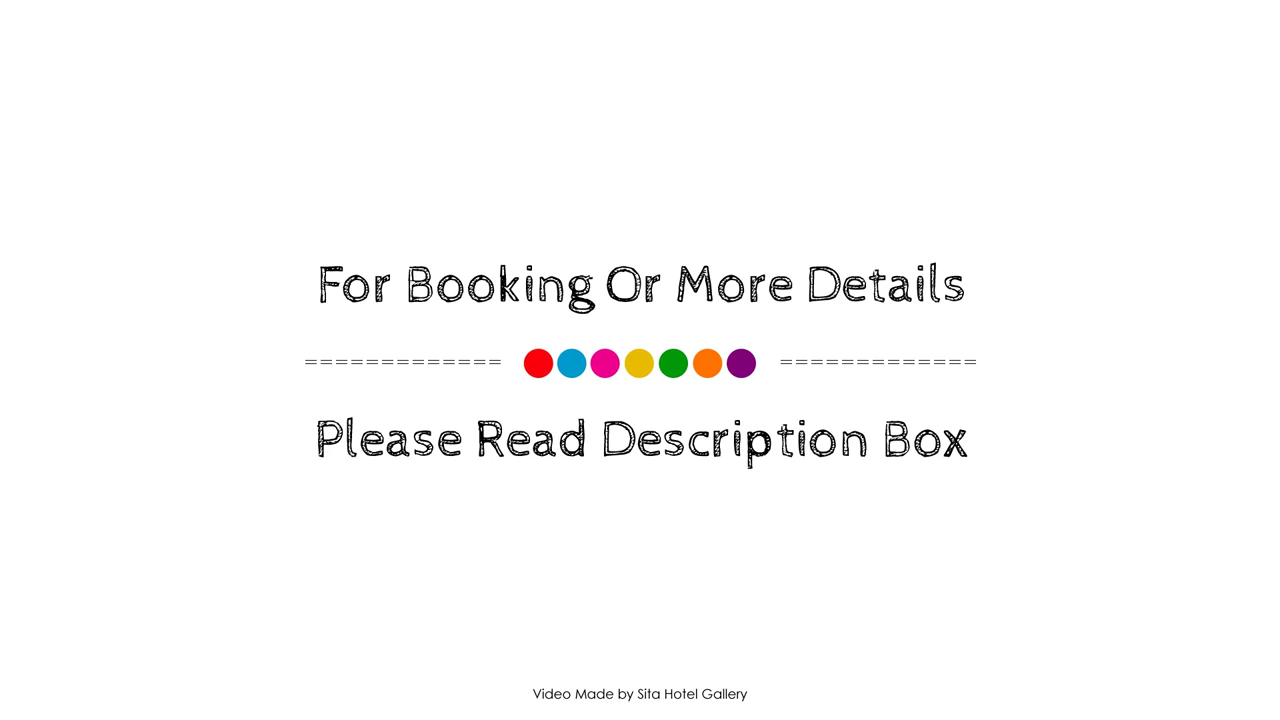 For Booking Or More Details
============= =============
Please Read Description Box
Video Made by Sita Hotel Gallery